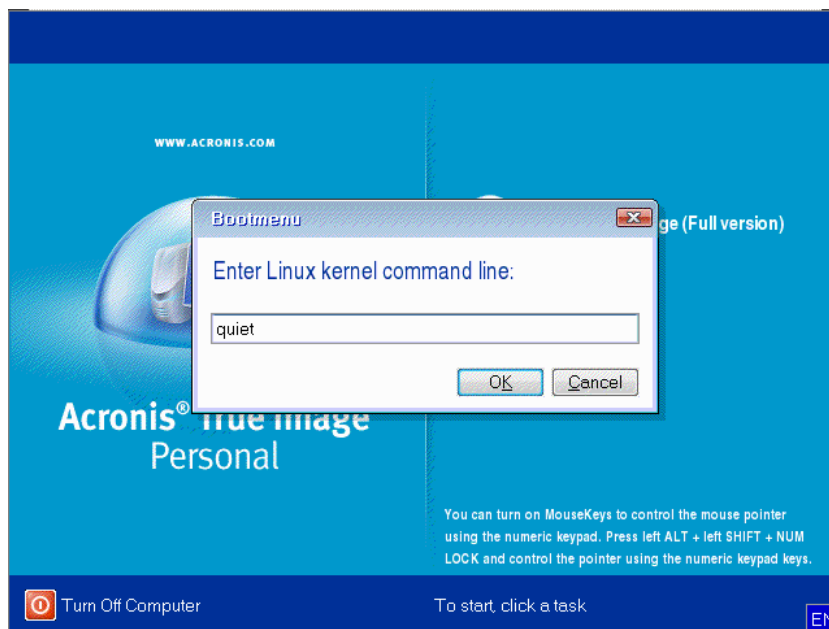 WWW.ACRONIS.COM
ge (Full version)
Bootmenu
Enter Linux kernel command line:
quiet
OK
Cancel
Acronis® True Image
Personal
You can turn on MouseKeys to control the mouse pointer
using the numeric keypad. Press left ALT + left SHIFT + NUM
LOCK and control the pointer using the numeric keypad keys.
Turn Off Computer
To start, click a task
EN